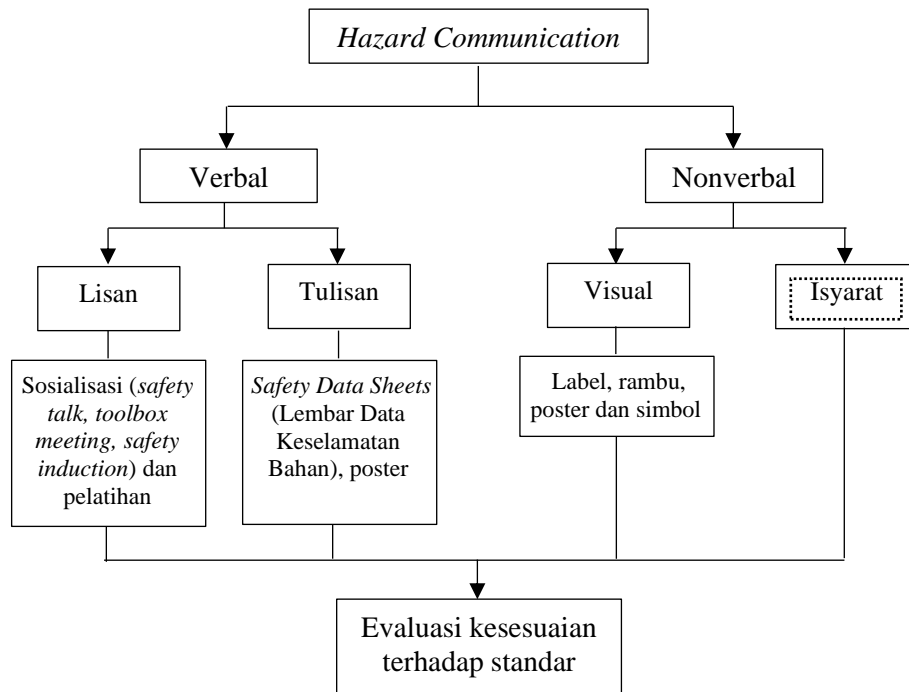 Hazard Communication
Verbal
Nonverbal
Lisan
Tulisan
Visual
Isyarat
Sosialisasi (safety
talk, toolbox
meeting, safety
induction) dan
pelatihan
Safety Data Sheets
(Lembar Data
Keselamatan
Bahan), poster
Label, rambu,
poster dan simbol
Evaluasi kesesuaian
terhadap standar